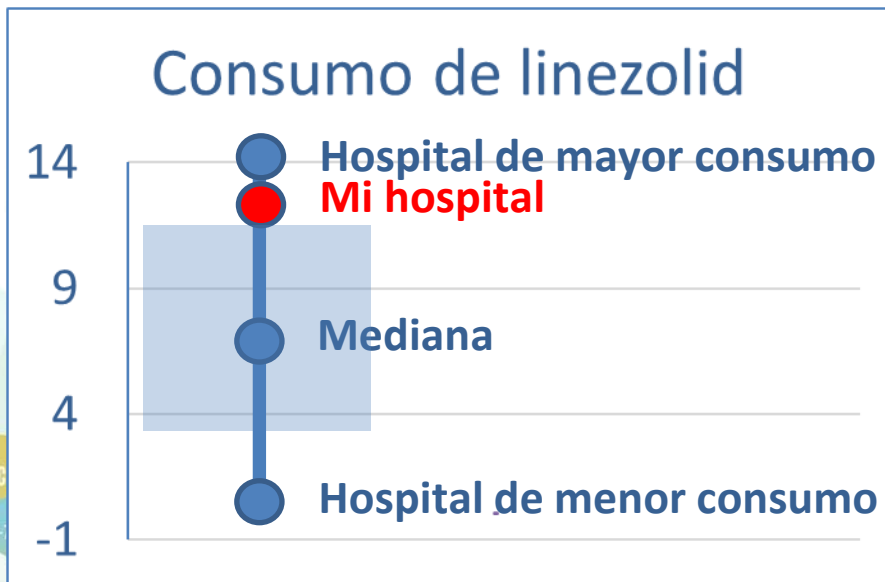 Consumo de linezolid
14
Hospital de mayor consumo
Mi hospital
9
Mediana
4
Hospital de menor consumo
-1